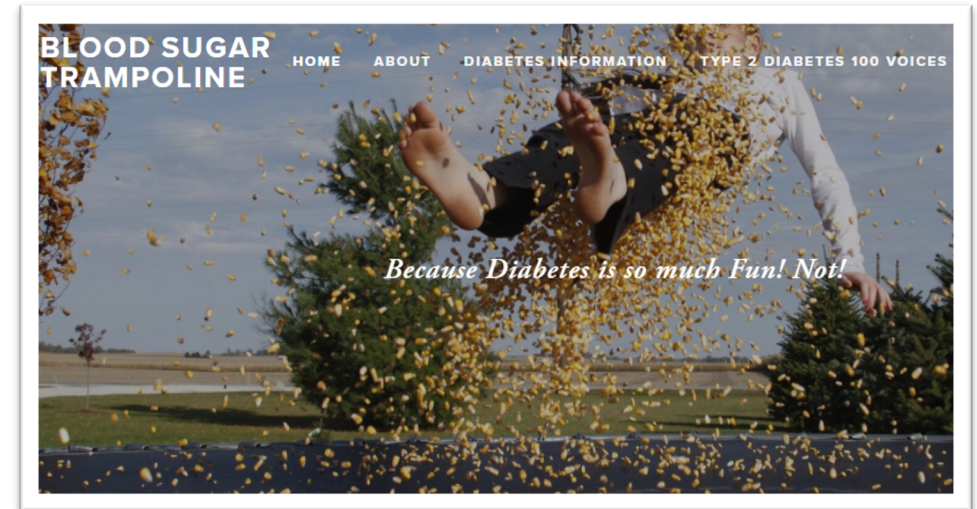 BLOOD SUGAR
TRAMPOLINE
HOME ABOUT DIABETES INFORMATION TYPE 2 DIABETES 100 VOICES
Because Diabetes is so much Fun! Not!